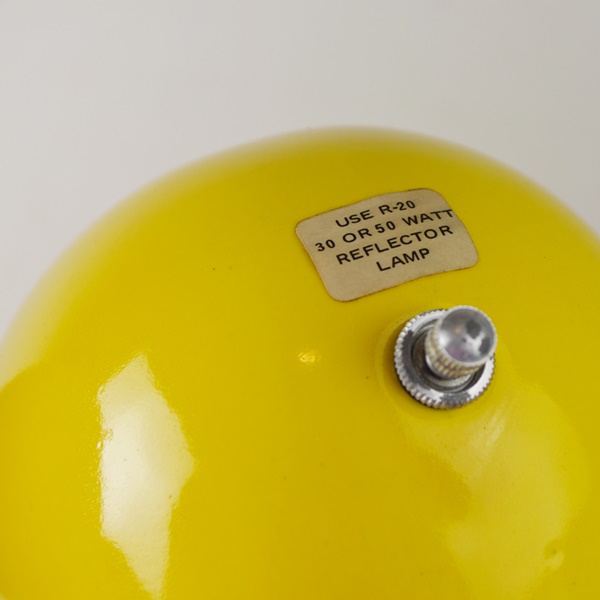 USE R-20
30 OR 50 WATT
REFLECTOR
LAMP